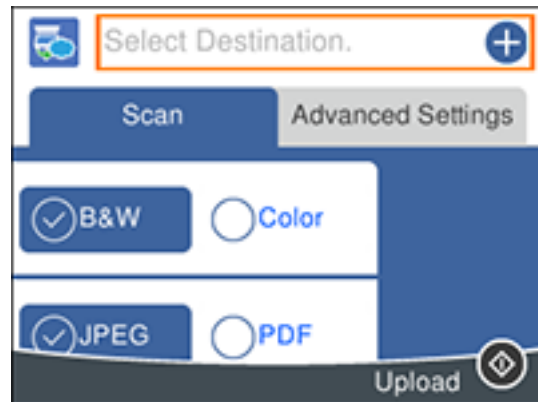 Select Destination.
Scan Advanced Settings
B&W Color
JPEG PDF
Upload